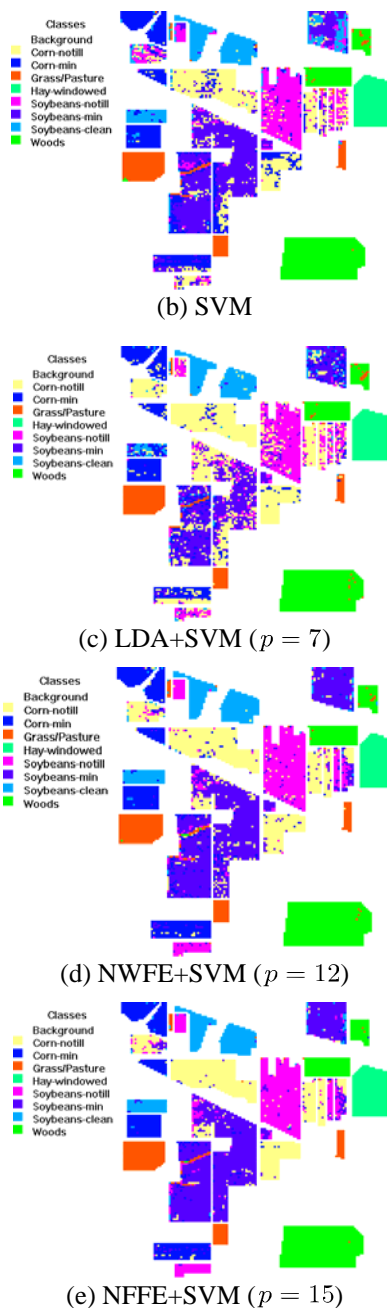 Classes
Background
Corn-notill
Corn-min
Grass/Pasture
Hay-windowed
Soybeans-notill
Soybeans-min
Soybeans-clean
Woods
(b) SVM
Classes
Background
Corn-notill
Corn-min
Grass/Pasture
Hay-windowed
Soybeans-notill
Soybeans-min
Soybeans-clean
Woods
(c) LDA+SVM (p = 7)
Classes
Background
Corn-notill
Corn-min
Grass/Pasture
Hay-windowed
Soybeans-notill
Soybeans-min
Soybeans-clean
Woods
(d) NWFE+SVM (p = 12)
Classes
Background
Corn-notill
Corn-min
Grass/Pasture
Hay-windowed
Soybeans-notill
Soybeans-min
Soybeans-clean
Woods
(e) NFFE+SVM (p = 15)